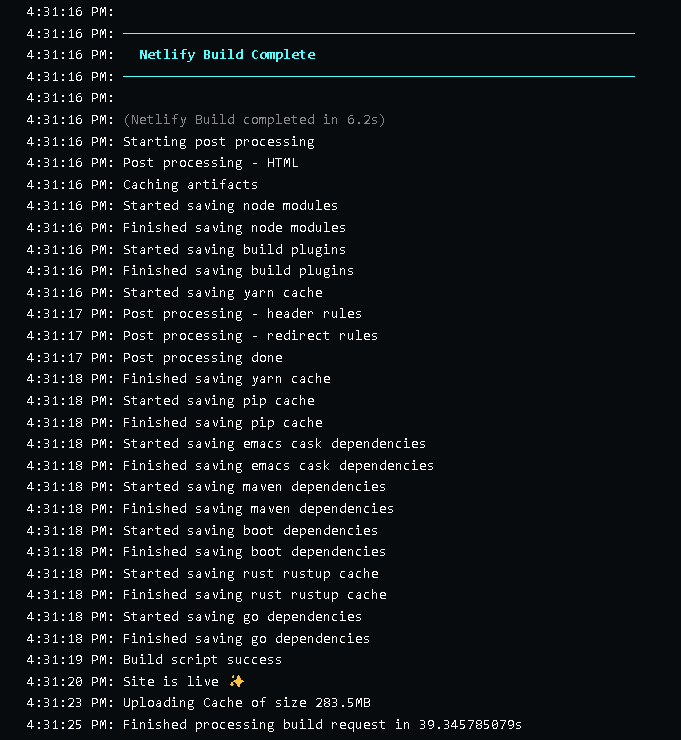 4:31:16 PM:
4:31:16 PM: ────────────────────────────────────────────────────────────────
4:31:16 PM:   Netlify Build Complete
4:31:16 PM: ────────────────────────────────────────────────────────────────
4:31:16 PM:
4:31:16 PM: (Netlify Build completed in 6.2s)
4:31:16 PM: Starting post processing
4:31:16 PM: Post processing - HTML
4:31:16 PM: Caching artifacts
4:31:16 PM: Started saving node modules
4:31:16 PM: Finished saving node modules
4:31:16 PM: Started saving build plugins
4:31:16 PM: Finished saving build plugins
4:31:16 PM: Started saving yarn cache
4:31:17 PM: Post processing - header rules
4:31:17 PM: Post processing - redirect rules
4:31:17 PM: Post processing done
4:31:18 PM: Finished saving yarn cache
4:31:18 PM: Started saving pip cache
4:31:18 PM: Finished saving pip cache
4:31:18 PM: Started saving emacs cask dependencies
4:31:18 PM: Finished saving emacs cask dependencies
4:31:18 PM: Started saving maven dependencies
4:31:18 PM: Finished saving maven dependencies
4:31:18 PM: Started saving boot dependencies
4:31:18 PM: Finished saving boot dependencies
4:31:18 PM: Started saving rust rustup cache
4:31:18 PM: Finished saving rust rustup cache
4:31:18 PM: Started saving go dependencies
4:31:18 PM: Finished saving go dependencies
4:31:19 PM: Build script success
4:31:20 PM: Site is live ✨
4:31:23 PM: Uploading Cache of size 283.5MB
4:31:25 PM: Finished processing build request in 39.345785079s